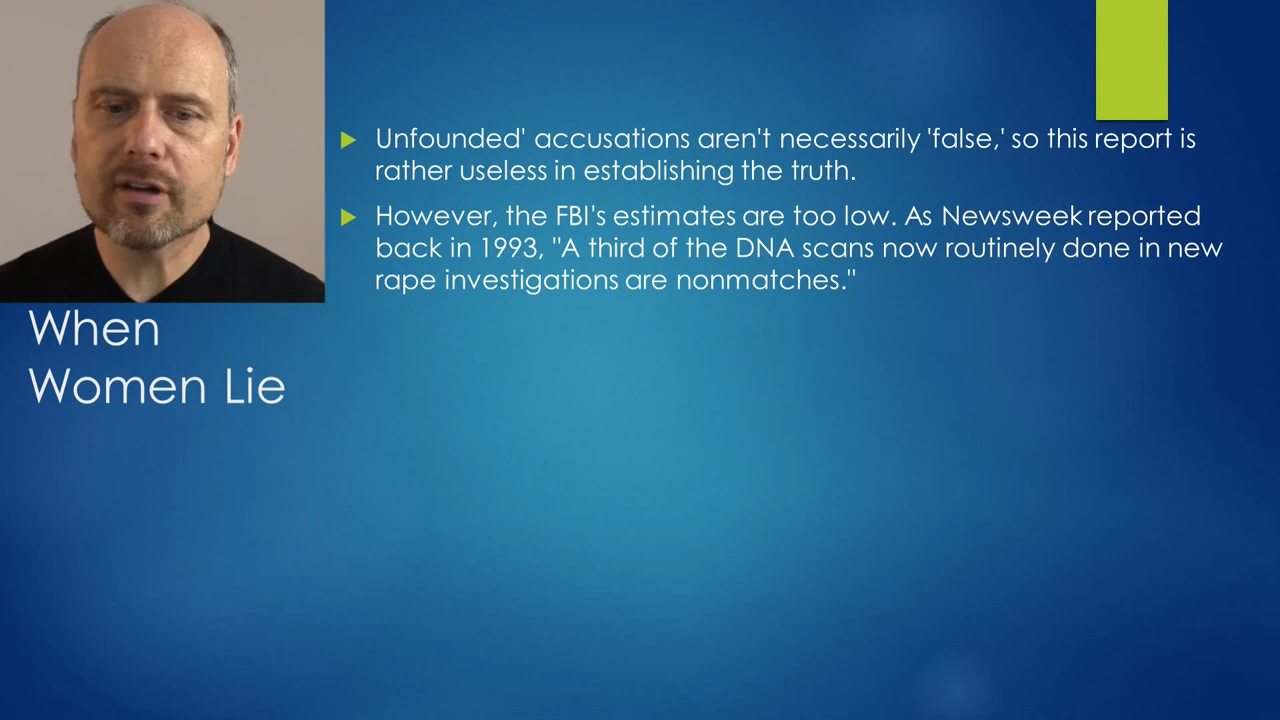 Unfounded' accusations aren't necessarily 'false,' so this report is
rather useless in establishing the truth.
However, the FBI's estimates are too low. As Newsweek reported
back in 1993, "A third of the DNA scans now routinely done in new
rape investigations are nonmatches."
When
Women Lie